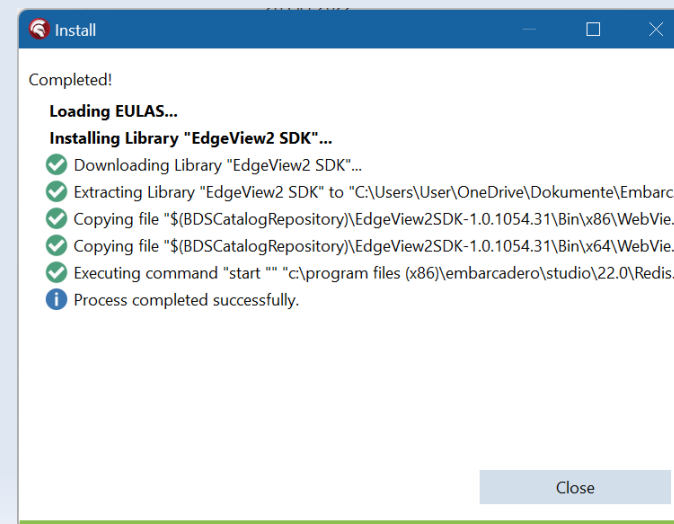 Install
Completed!
Loading EULAS...
Installing Library "EdgeView2 SDK"...
Downloading Library "EdgeView2 SDK"...
Extracting Library "EdgeView2 SDK" to "C:\Users\User\OneDrive\Dokumente\Embarc.
Copying file "$(BDSCatalogRepository)\EdgeView2SDK-1.0.1054.31\Bin\x86\WebVie.
Copying file "$(BDSCatalogRepository)\EdgeView2SDK-1.0.1054.31\Bin\x64\WebVie.
Executing command "start "" "c:\program files (x86)\embarcadero\studio\22.0\Redis.
Process completed successfully.
Close